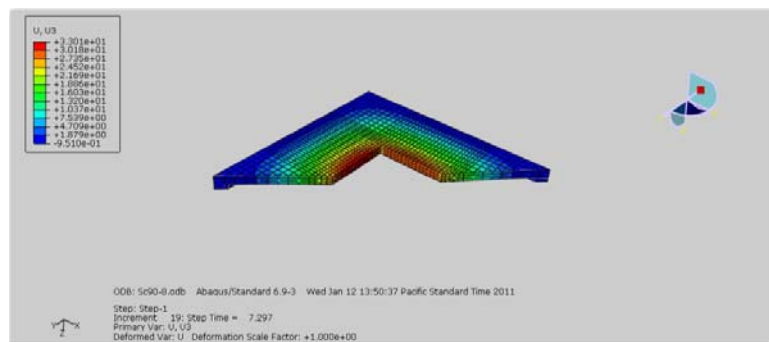 U, U3
+3.301e+01
+3.018e+01
+2.735e+01
+2.452e+01
+2.169e+01
+1.886e+01
+1.603e+01
+1.320e+01
+1.037e+01
+7.539e+00
+4.709e+00
+1.879e+00
-9.510e-01
ODB: Sc90-8.odb Abaqus/Standard 6.9-3 Wed Jan 12 13:50:37 Pacific Standard Time 2011
Step: Step-1
Increment 19: Step Time = 7.297
Primary Var: U, U3
Deformed Var: U Deformation Scale Factor: +1.000e+00
Y X
Z